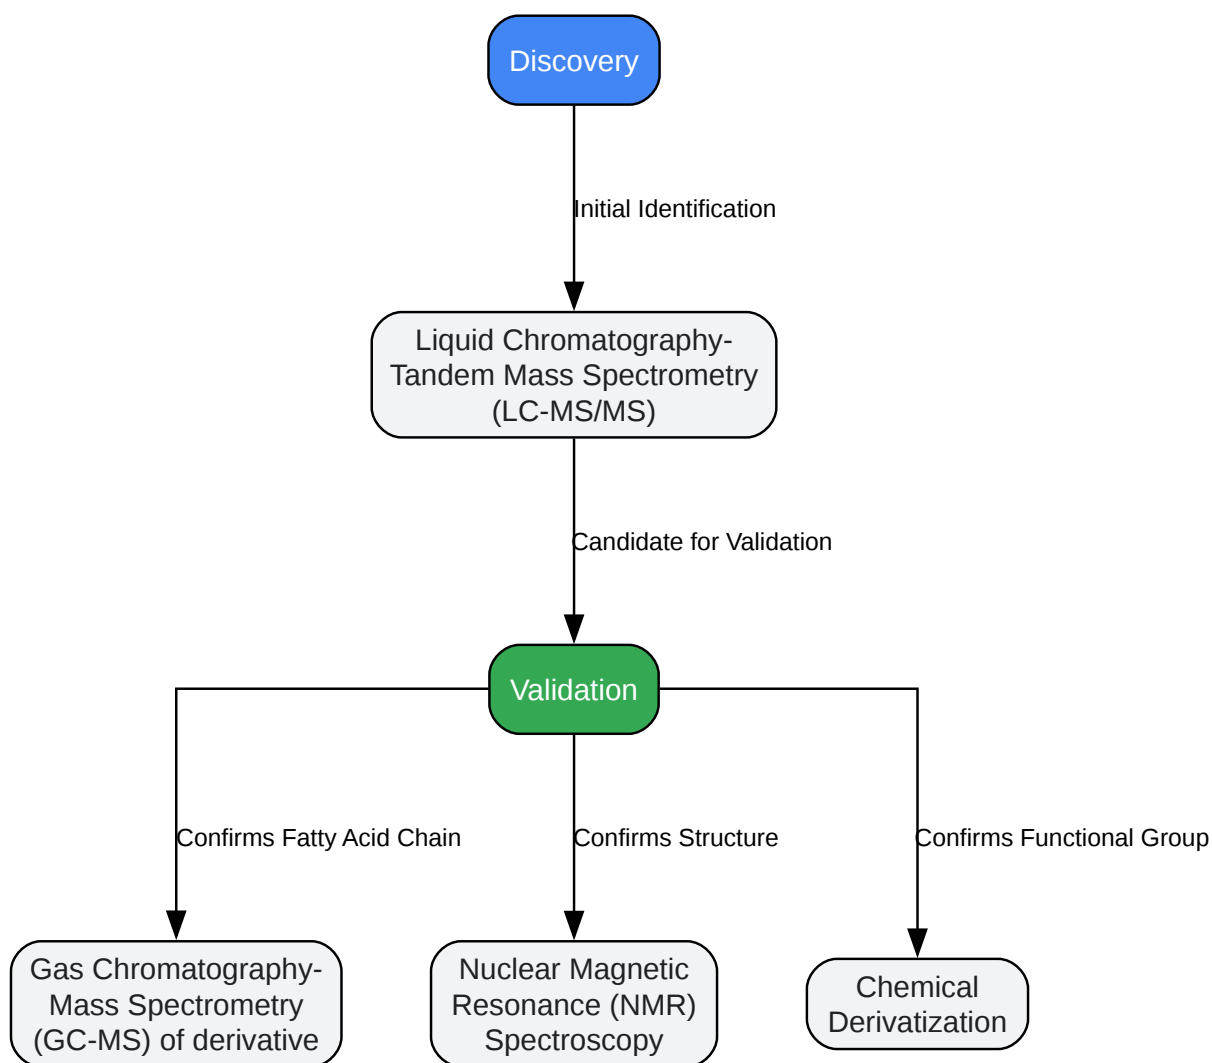 Discovery
Initial Identification
Liquid Chromatography-
Tandem Mass Spectrometry
(LC-MS/MS)
Candidate for Validation
Validation
Confirms Fatty Acid Chain
Confirms Structure
Confirms Functional Group
Gas Chromatography-
Mass Spectrometry
(GC-MS) of derivative
Nuclear Magnetic
Resonance (NMR)
Spectroscopy
Chemical
Derivatization